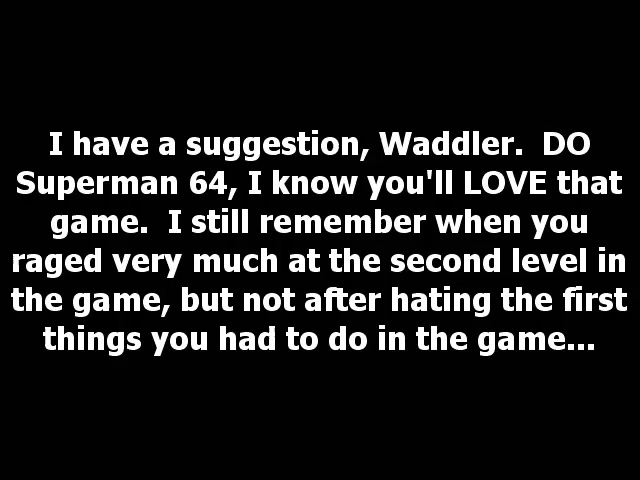 I have a suggestion, Waddler.  DO
Superman 64, I know you'll LOVE that
game.  I still remember when you
raged very much at the second level in
the game, but not after hating the first
things you had to do in the game...